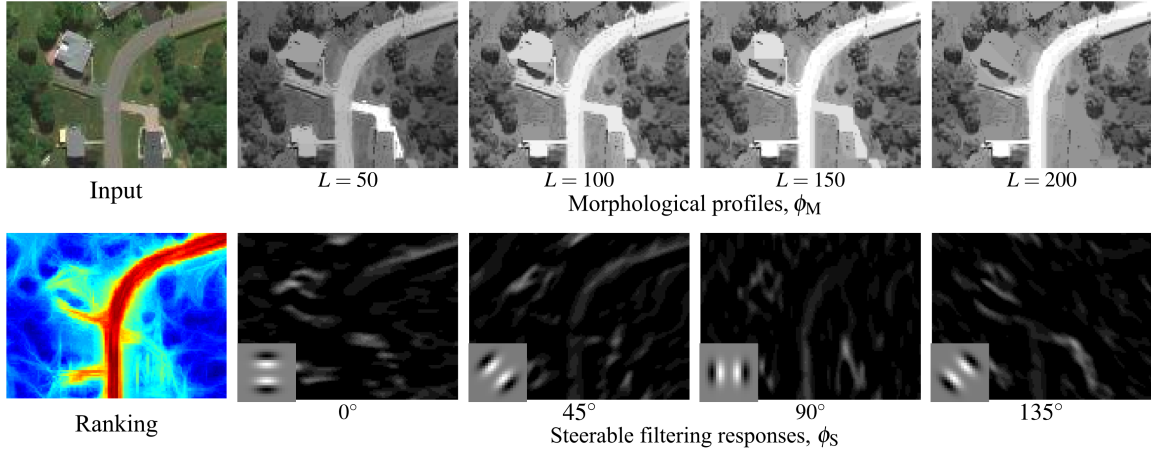 Input
L = 50
L = 100
L = 150
L = 200
Morphological profiles, ϕM
Ranking
0°
45°
90°
135°
Steerable filtering responses, ϕS